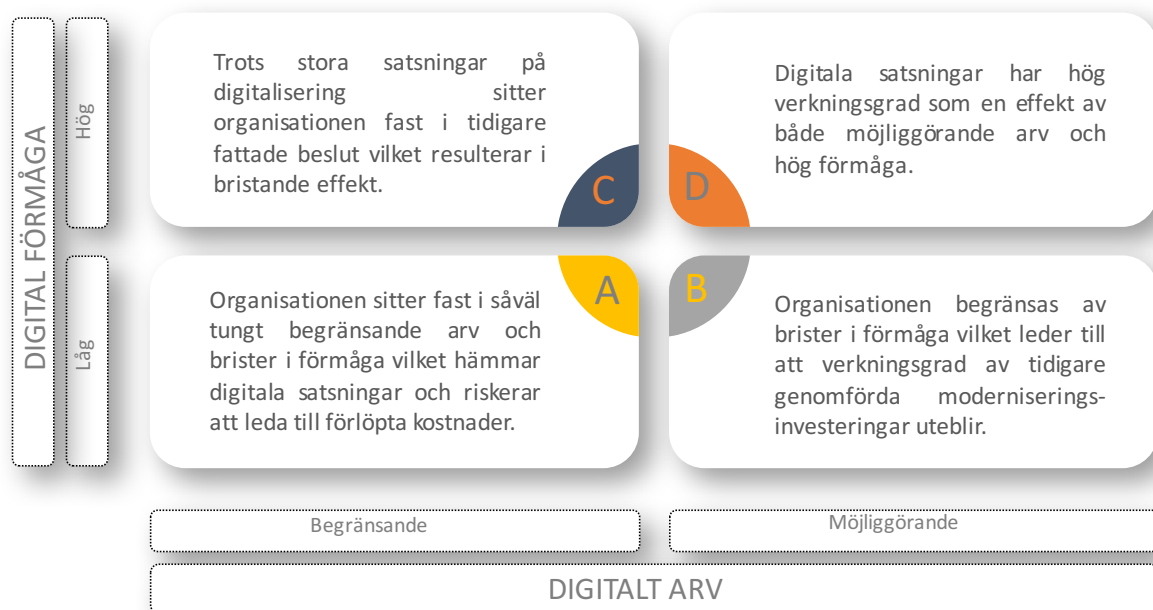 DIGITAL FÖRMÅGA
Hög
Trots stora satsningar på
digitalisering sitter
organisationen fast i tidigare
fattade beslut vilket resulterar i
bristande effekt.
C
Digitala satsningar har hög
verkningsgrad som en effekt av
både möjliggörande arv och
hög förmåga.
D
Låg
Organisationen sitter fast i såväl
tungt begränsande arv och
brister i förmåga vilket hämmar
digitala satsningar och riskerar
att leda till förlöpta kostnader.
A
B
Organisationen begränsas av
brister i förmåga vilket leder till
att verkningsgrad av tidigare
genomförda moderniserings-
investeringar uteblir.
Begränsande
Möjliggörande
DIGITALT ARV